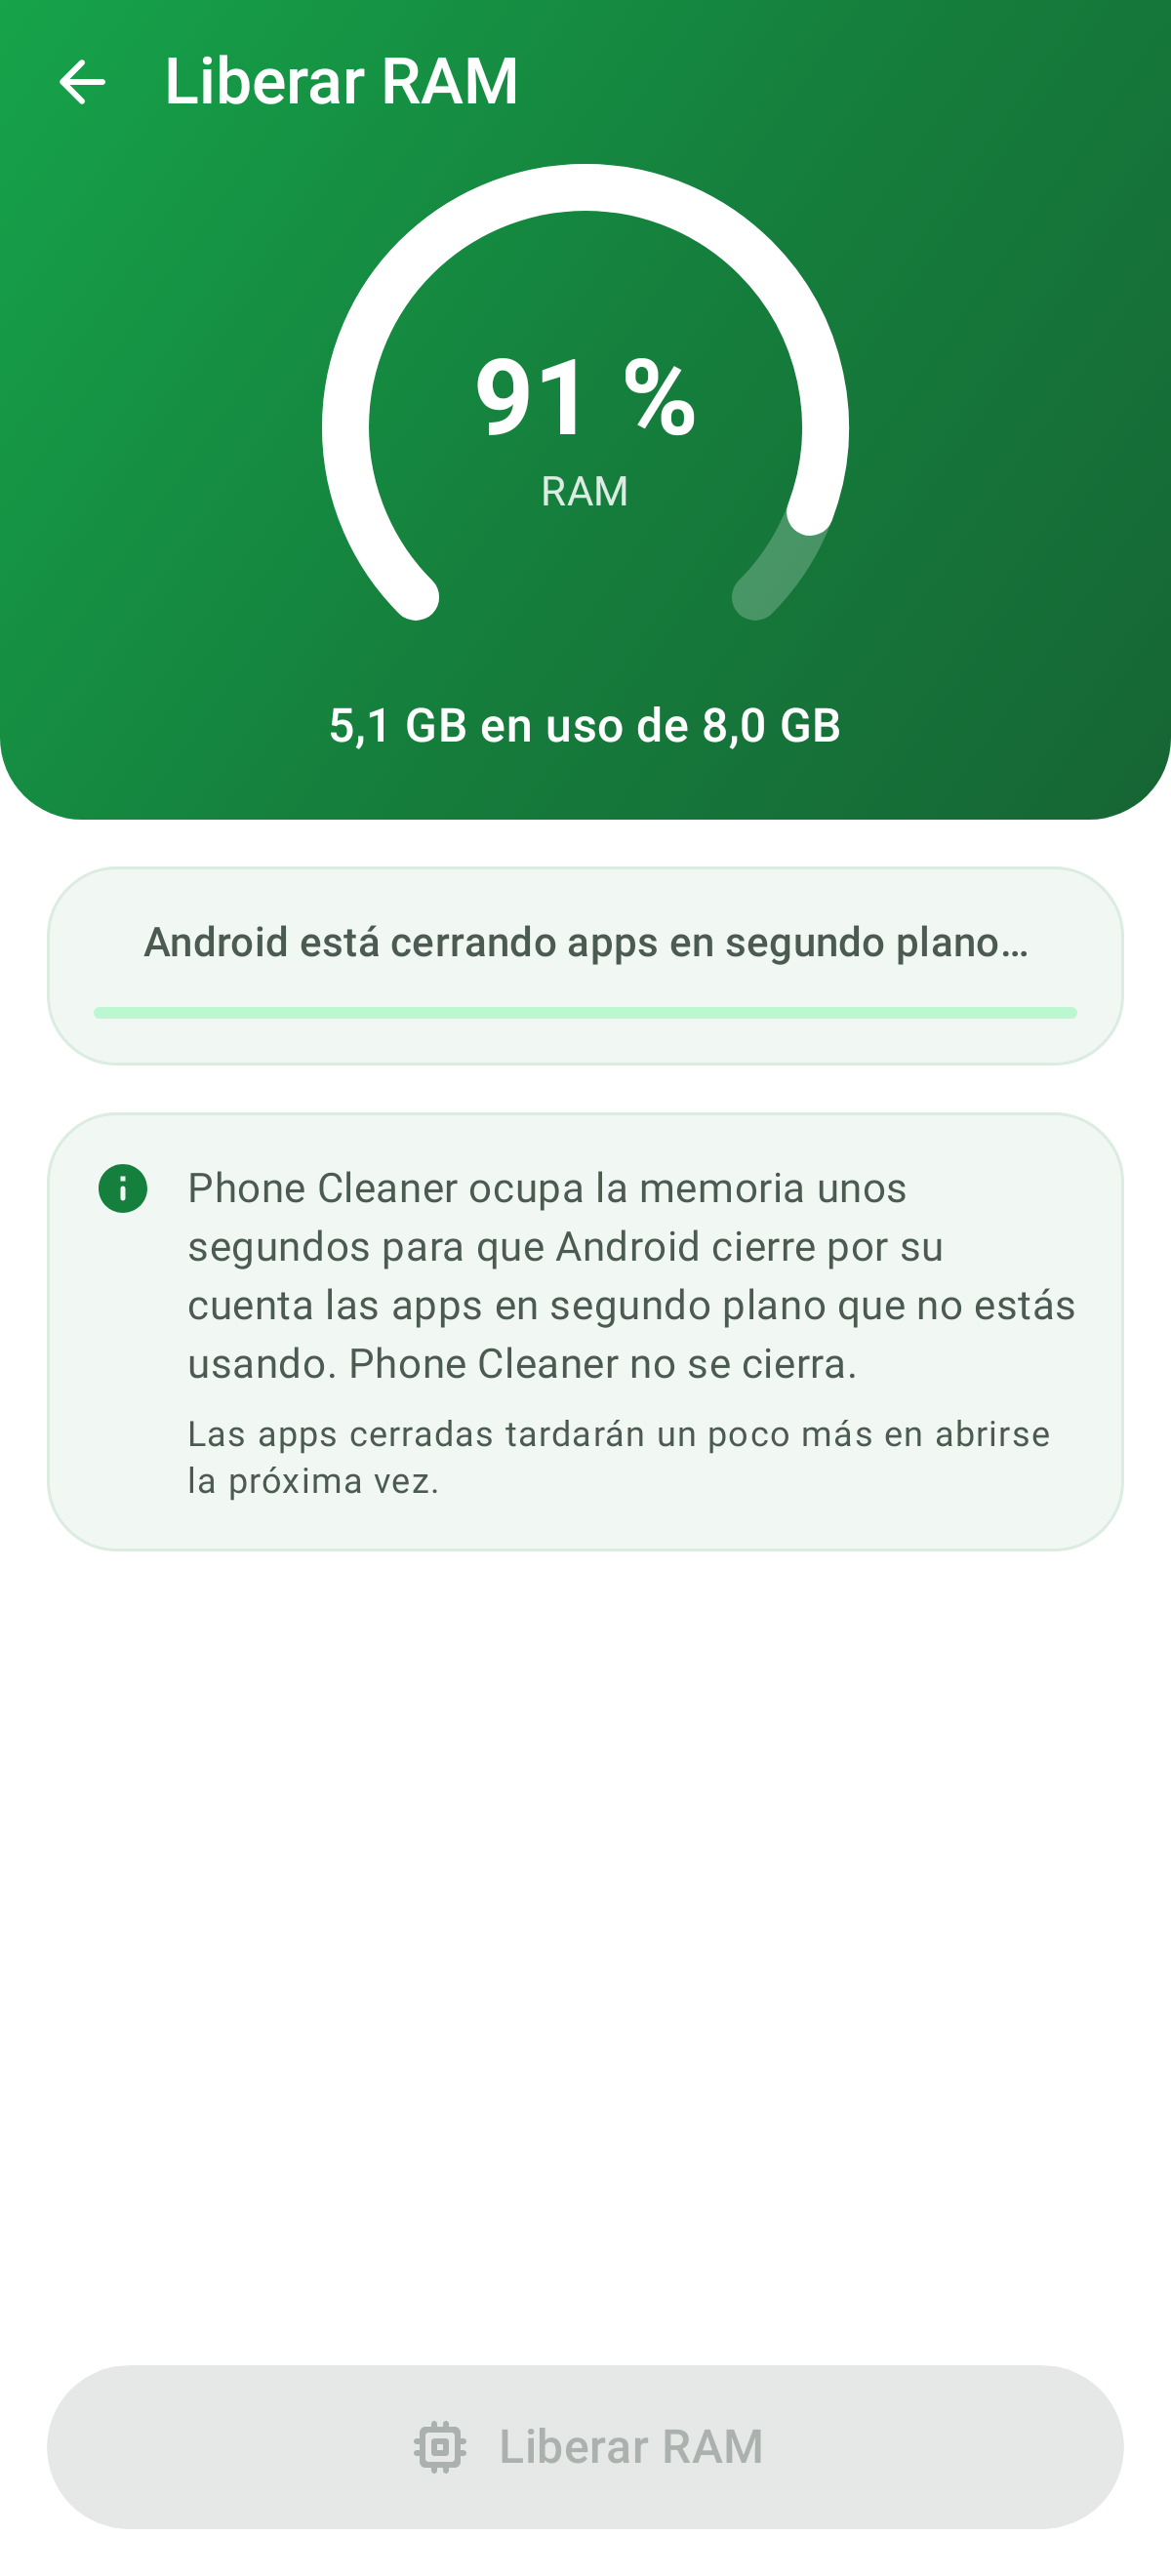 Liberar RAM
91 %
RAM
5,1 GB en uso de 8,0 GB
Android está cerrando apps en segundo plano…
Phone Cleaner ocupa la memoria unos
segundos para que Android cierre por su
cuenta las apps en segundo plano que no estás
usando. Phone Cleaner no se cierra.
Las apps cerradas tardarán un poco más en abrirse
la próxima vez.
Liberar RAM